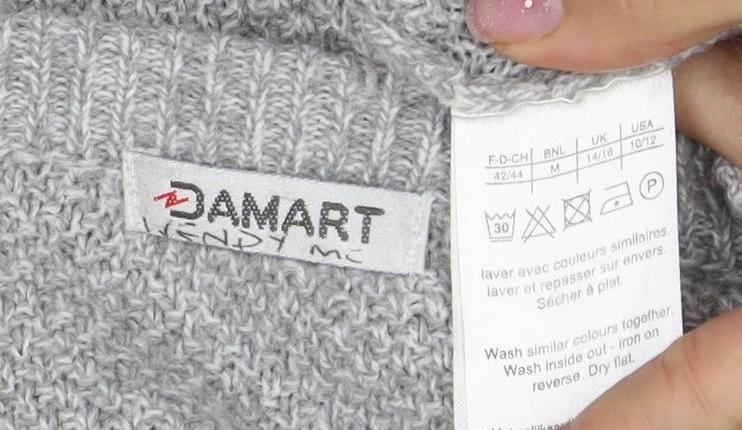 DAMART
WENDY MC
F-D-CH BNL UK USA
42/44 M 14/16 10/12
30 P
laver avec couleurs similaires.
laver et repasser sur envers.
Sécher à plat.
Wash similar colours together.
Wash inside out - iron on
reverse. Dry flat.